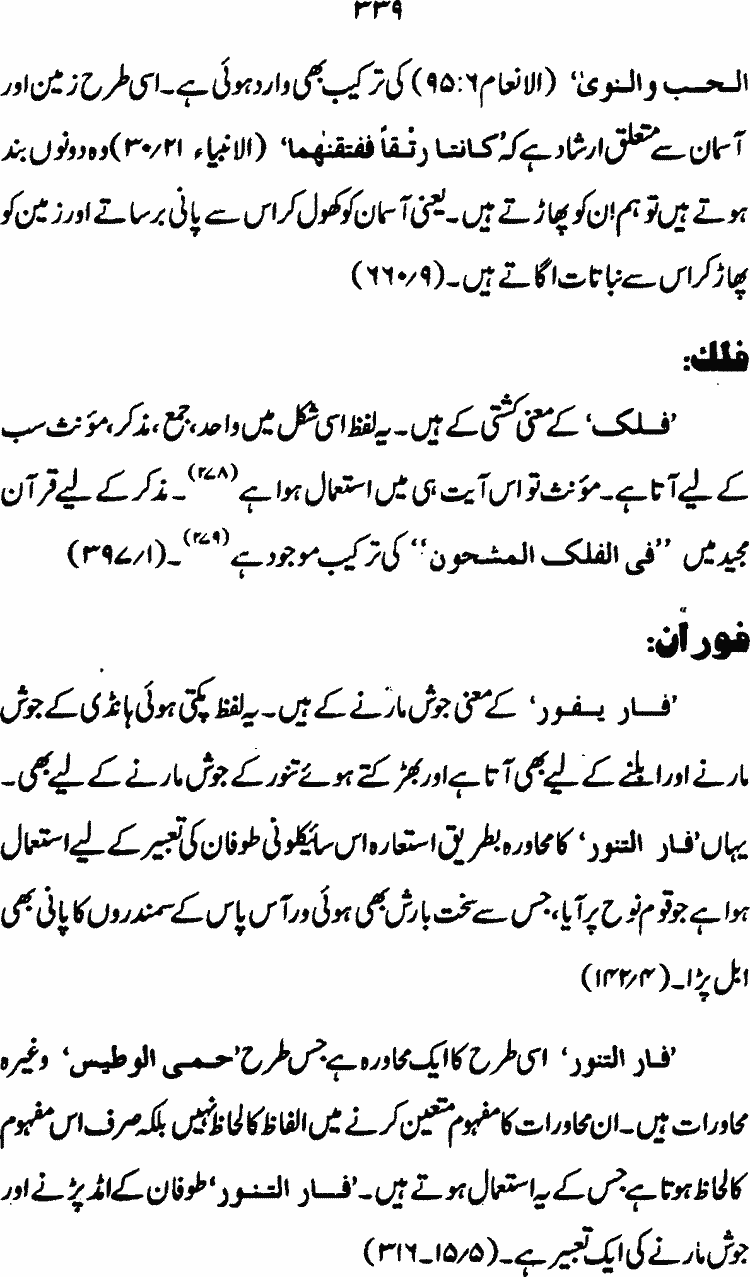 ۳۳۹
الحب والنویٰ‘ (الانعام ۶:۹۵) کی ترکیب بھی وارد ہوئی ہے۔ اسی طرح زمین اور
آسمان سے متعلق ارشاد ہے کہ ’کانتا رتقاً ففتقنٰهما‘ (الانبیاء ۲۱؍۳۰) وہ دونوں بند
ہوتے ہیں تو ہم ان کو پھاڑتے ہیں۔ یعنی آسمان کو کھول کر اس سے پانی برساتے اور زمین کو
پھاڑ کر اس سے نباتات اگاتے ہیں۔ (۹؍۶۶۰)
فلك:
’فلک‘ کے معنی کشتی کے ہیں۔ یہ لفظ اسی شکل میں واحد، جمع، مذکر، مؤنث سب
کے لیے آتا ہے۔ مؤنث تو اس آیت ہی میں استعمال ہوا ہے (۲۷۸)۔ مذکر کے لیے قرآن
مجید میں ’’فی الفلک المشحون‘‘ کی ترکیب موجود ہے (۲۷۹)۔ (۱؍۳۹۷)
فورآن:
’فار یفور‘ کے معنی جوش مارنے کے ہیں۔ یہ لفظ پکتی ہوئی ہانڈی کے جوش
مارنے اور ابلنے کے لیے بھی آتا ہے اور بھڑکتے ہوئے تنور کے جوش مارنے کے لیے بھی۔
یہاں ’فار التنور‘ کا محاورہ بطریق استعارہ اس سائیکلونی طوفان کی تعبیر کے لیے استعمال
ہوا ہے جو قوم نوح پر آیا، جس سے سخت بارش بھی ہوئی ور آس پاس کے سمندروں کا پانی بھی
ابل پڑا۔ (۴؍۱۴۲)
’فار التنور‘ اسی طرح کا ایک محاورہ ہے جس طرح ’حمی الوطیس‘ وغیرہ
محاورات ہیں۔ ان محاورات کا مفہوم متعین کرنے میں الفاظ کا لحاظ نہیں بلکہ صرف اس مفہوم
کا لحاظ ہوتا ہے جس کے یہ استعمال ہوتے ہیں۔ ’فار التنور‘ طوفان کے امڈ پڑنے اور
جوش مارنے کی ایک تعبیر ہے۔ (۵؍۱۵۔۳۱۶)